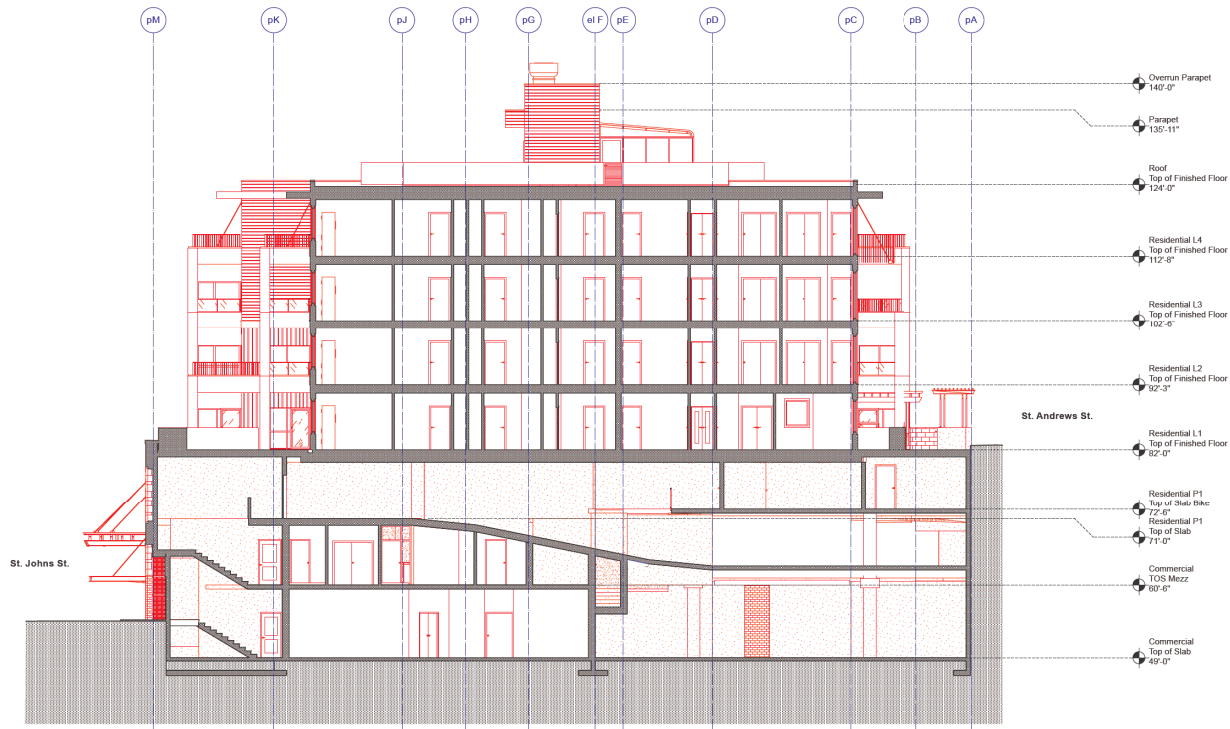 pM pK pJ pH pG el F pE pD pC pB pA
Overrun Parapet
140'-0"
Parapet
135'-11"
Roof
Top of Finished Floor
124'-0"
Residential L4
Top of Finished Floor
112'-8"
Residential L3
Top of Finished Floor
102'-6"
Residential L2
Top of Finished Floor
92'-3"
St. Andrews St.
Residential L1
Top of Finished Floor
82'-0"
Residential P1
Top of Slab Bike
72'-6"
Residential P1
Top of Slab
71'-0"
St. Johns St.
Commercial
TOS Mezz
60'-6"
Commercial
Top of Slab
49'-0"